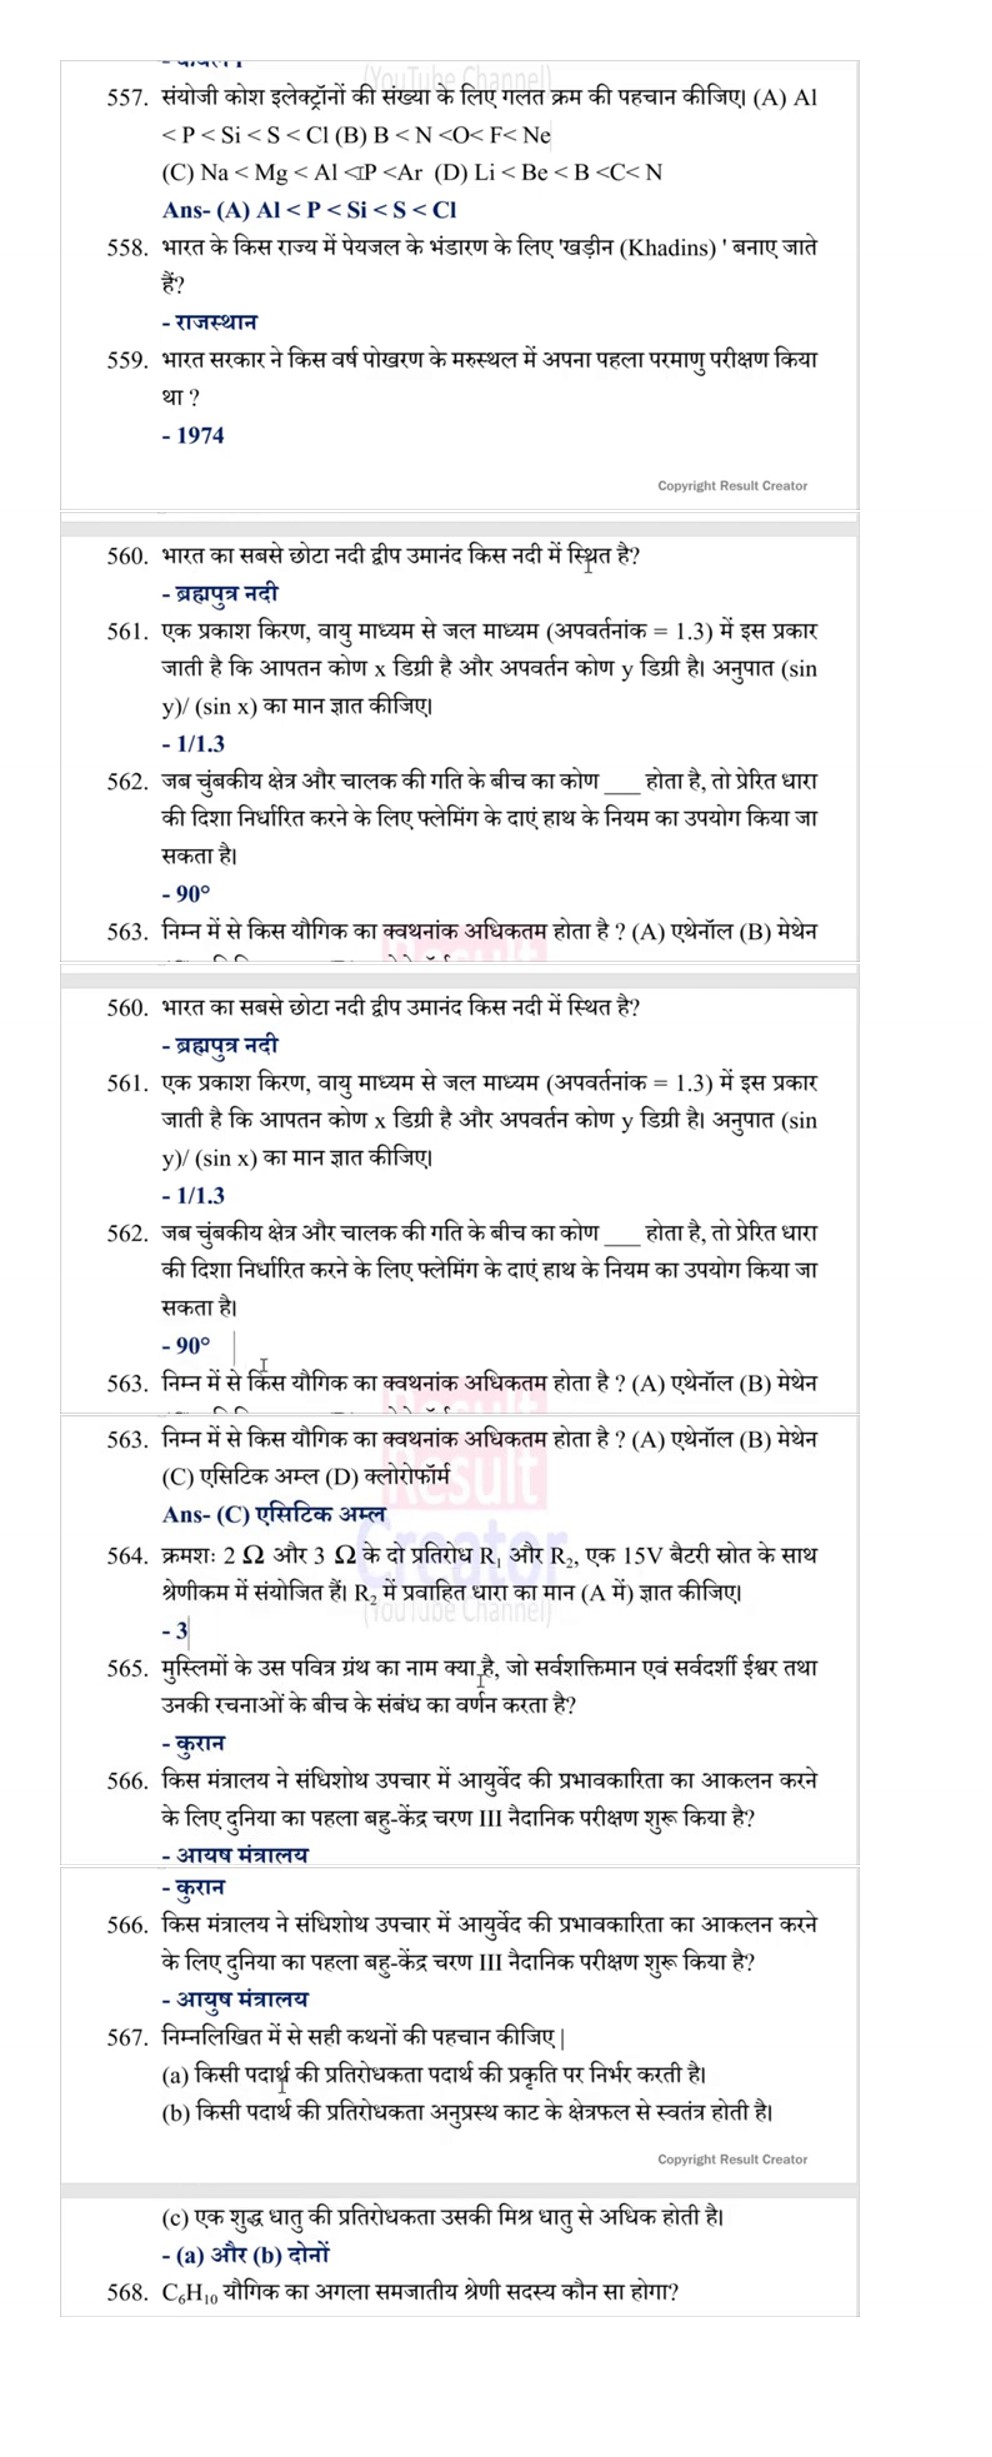 (YouTube Channel)
557. संयोजी कोश इलेक्ट्रॉनों की संख्या के लिए गलत क्रम की पहचान कीजिए। (A) Al
< P < Si < S < Cl (B) B < N <O< F< Ne
(C) Na < Mg < Al <P <Ar (D) Li < Be < B <C< N
Ans- (A) Al < P < Si < S < Cl
558. भारत के किस राज्य में पेयजल के भंडारण के लिए 'खड़ीन (Khadins) ' बनाए जाते
हैं?
- राजस्थान
559. भारत सरकार ने किस वर्ष पोखरण के मरुस्थल में अपना पहला परमाणु परीक्षण किया
था ?
- 1974
Copyright Result Creator
560. भारत का सबसे छोटा नदी द्वीप उमानंद किस नदी में स्थित है?
- ब्रह्मपुत्र नदी
561. एक प्रकाश किरण, वायु माध्यम से जल माध्यम (अपवर्तनांक = 1.3) में इस प्रकार
जाती है कि आपतन कोण x डिग्री है और अपवर्तन कोण y डिग्री है। अनुपात (sin
y)/ (sin x) का मान ज्ञात कीजिए।
- 1/1.3
562. जब चुंबकीय क्षेत्र और चालक की गति के बीच का कोण ___ होता है, तो प्रेरित धारा
की दिशा निर्धारित करने के लिए फ्लेमिंग के दाएं हाथ के नियम का उपयोग किया जा
सकता है।
- 90°
563. निम्न में से किस यौगिक का क्वथनांक अधिकतम होता है ? (A) एथेनॉल (B) मेथेन
560. भारत का सबसे छोटा नदी द्वीप उमानंद किस नदी में स्थित है?
- ब्रह्मपुत्र नदी
561. एक प्रकाश किरण, वायु माध्यम से जल माध्यम (अपवर्तनांक = 1.3) में इस प्रकार
जाती है कि आपतन कोण x डिग्री है और अपवर्तन कोण y डिग्री है। अनुपात (sin
y)/ (sin x) का मान ज्ञात कीजिए।
- 1/1.3
562. जब चुंबकीय क्षेत्र और चालक की गति के बीच का कोण ___ होता है, तो प्रेरित धारा
की दिशा निर्धारित करने के लिए फ्लेमिंग के दाएं हाथ के नियम का उपयोग किया जा
सकता है।
- 90°
563. निम्न में से किस यौगिक का क्वथनांक अधिकतम होता है ? (A) एथेनॉल (B) मेथेन
563. निम्न में से किस यौगिक का क्वथनांक अधिकतम होता है ? (A) एथेनॉल (B) मेथेन
(C) एसिटिक अम्ल (D) क्लोरोफॉर्म
Result
Ans- (C) एसिटिक अम्ल
Creator
564. क्रमशः 2 Ω और 3 Ω के दो प्रतिरोध R₁ और R₂, एक 15V बैटरी स्रोत के साथ
श्रेणीकम में संयोजित हैं। R₂ में प्रवाहित धारा का मान (A में) ज्ञात कीजिए।
(YouTube Channel)
- 3
565. मुस्लिमों के उस पवित्र ग्रंथ का नाम क्या है, जो सर्वशक्तिमान एवं सर्वदर्शी ईश्वर तथा
उनकी रचनाओं के बीच के संबंध का वर्णन करता है?
- कुरान
566. किस मंत्रालय ने संधिशोथ उपचार में आयुर्वेद की प्रभावकारिता का आकलन करने
के लिए दुनिया का पहला बहु-केंद्र चरण III नैदानिक परीक्षण शुरू किया है?
- आयुष मंत्रालय
- कुरान
566. किस मंत्रालय ने संधिशोथ उपचार में आयुर्वेद की प्रभावकारिता का आकलन करने
के लिए दुनिया का पहला बहु-केंद्र चरण III नैदानिक परीक्षण शुरू किया है?
- आयुष मंत्रालय
567. निम्नलिखित में से सही कथनों की पहचान कीजिए |
(a) किसी पदार्थ की प्रतिरोधकता पदार्थ की प्रकृति पर निर्भर करती है।
(b) किसी पदार्थ की प्रतिरोधकता अनुप्रस्थ काट के क्षेत्रफल से स्वतंत्र होती है।
Copyright Result Creator
(c) एक शुद्ध धातु की प्रतिरोधकता उसकी मिश्र धातु से अधिक होती है।
- (a) और (b) दोनों
568. C₆H₁₀ यौगिक का अगला समजातीय श्रेणी सदस्य कौन सा होगा?